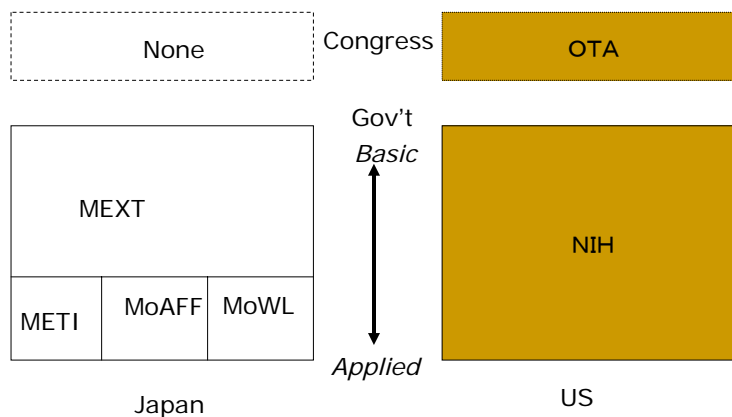 None
Congress
OTA
Gov't
Basic
MEXT
NIH
METI
MoAFF
MoWL
Applied
Japan
US